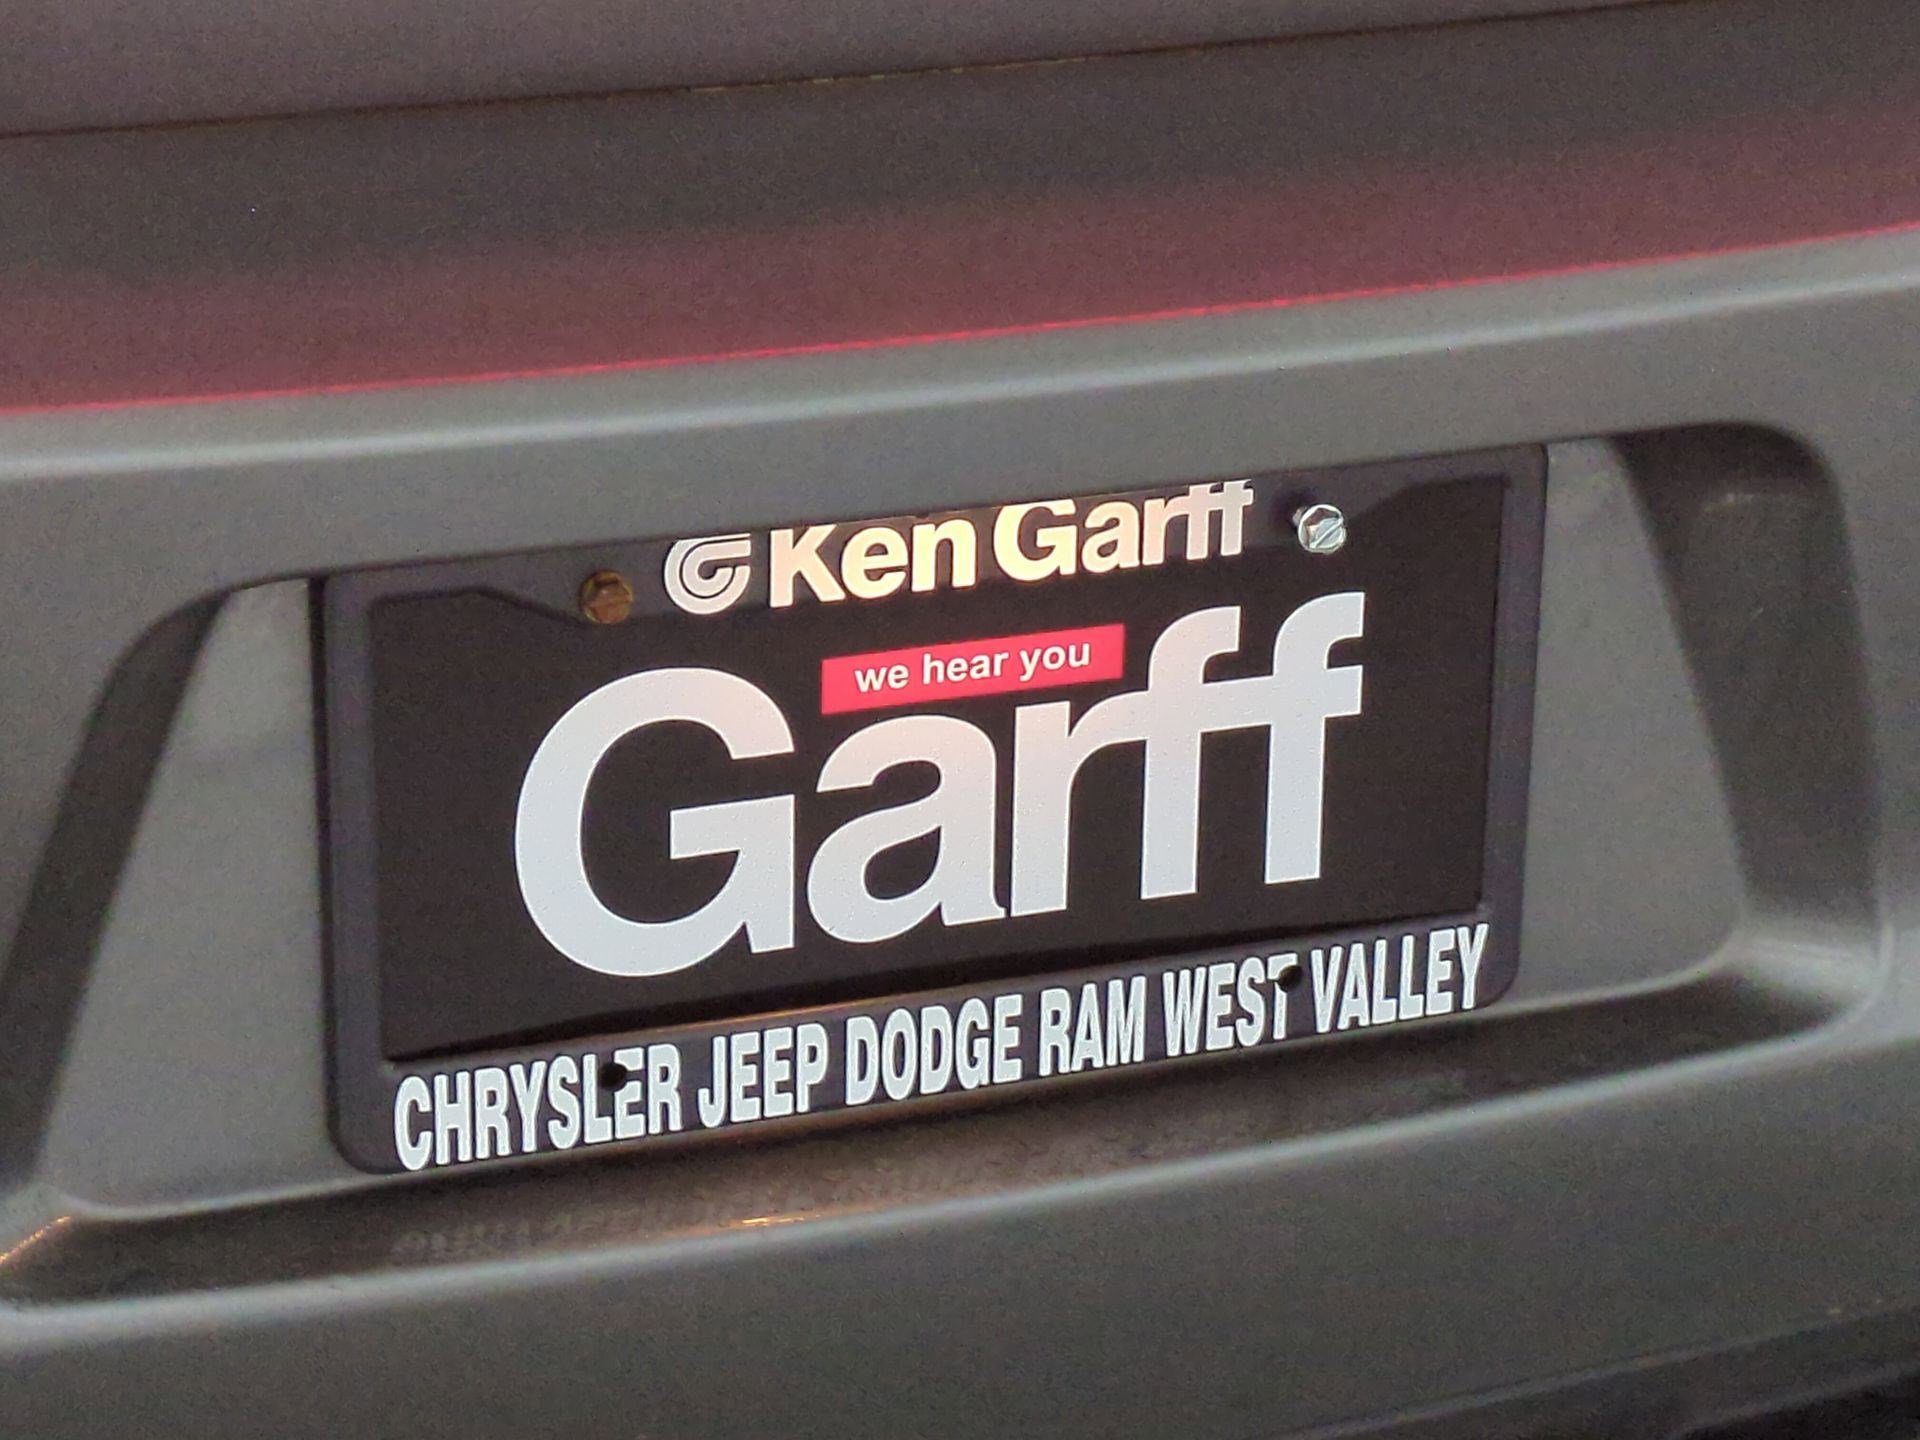 Ken Garff
we hear you
Garff
CHRYSLER JEEP DODGE RAM WEST VALLEY